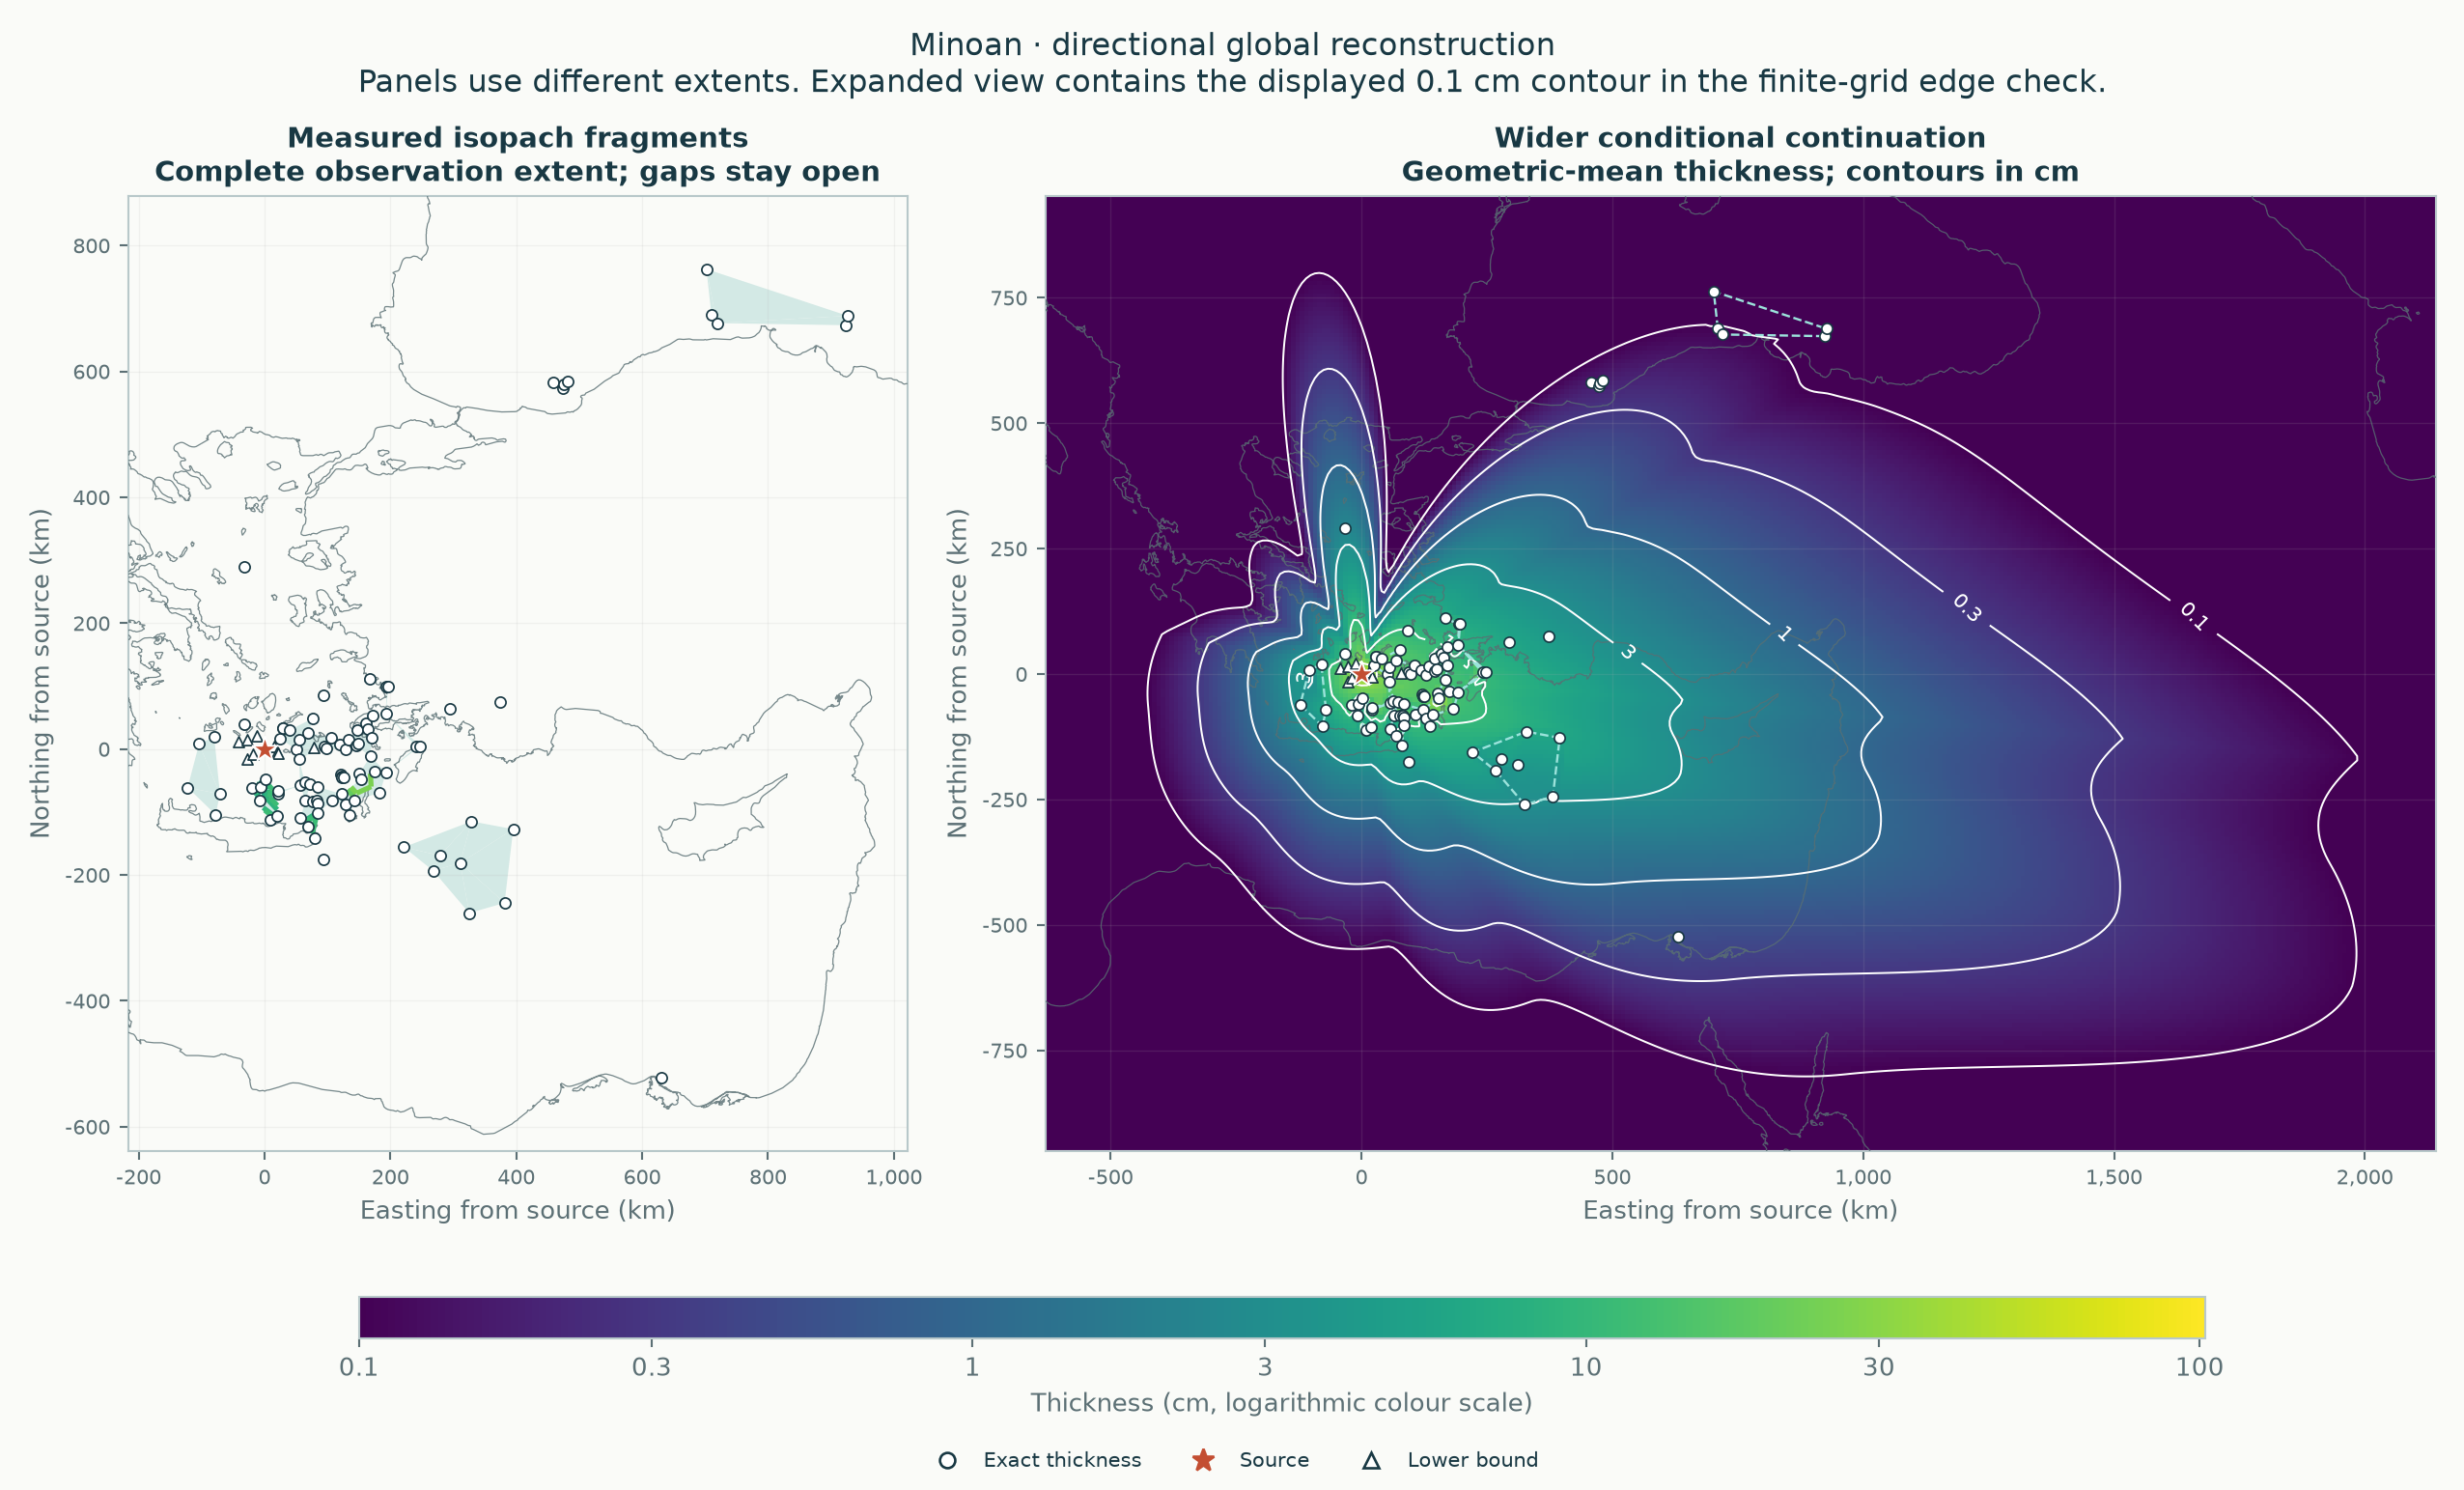 Minoan · directional global reconstruction
Panels use different extents. Expanded view contains the displayed 0.1 cm contour in the finite-grid edge check.
Measured isopach fragments
Complete observation extent; gaps stay open
Wider conditional continuation
Geometric-mean thickness; contours in cm
800
600
400
200
0
-200
-400
-600
Northing from source (km)
-200
0
200
400
600
800
1,000
Easting from source (km)
750
500
250
0
-250
-500
-750
Northing from source (km)
0.1
0.3
1
3
-500
0
500
1,000
1,500
2,000
Easting from source (km)
0.1
0.3
1
3
10
30
100
Thickness (cm, logarithmic colour scale)
Exact thickness
Source
Lower bound